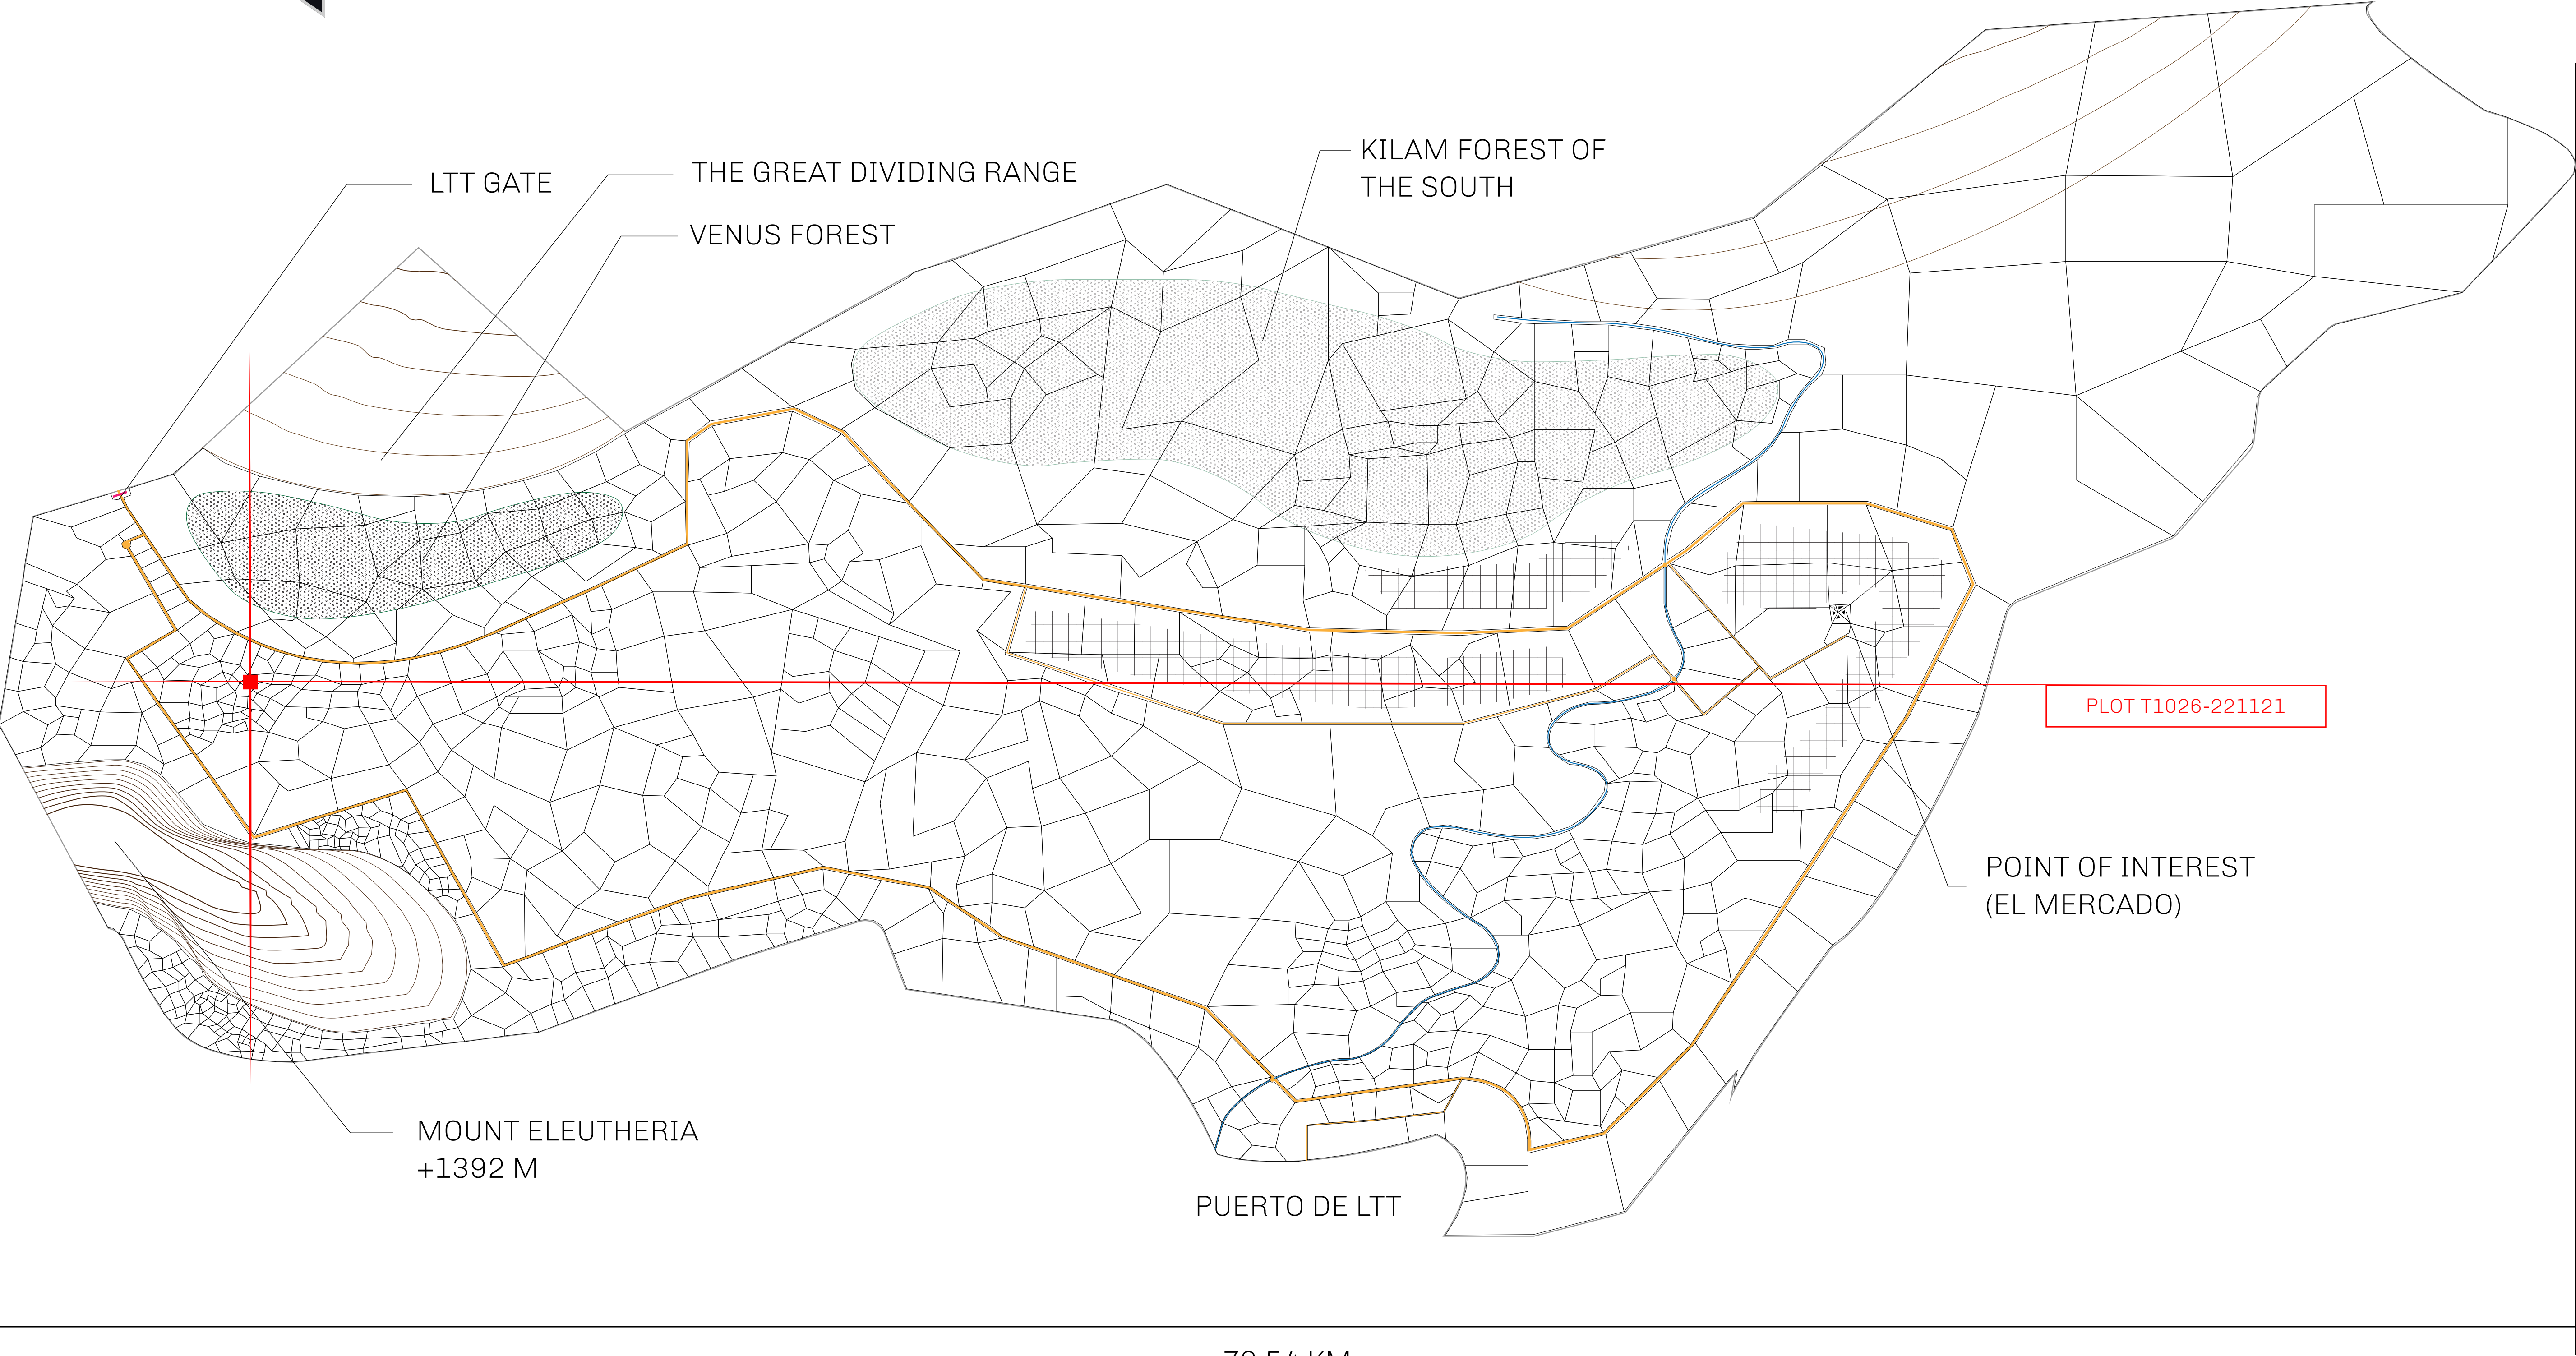 KILAM FOREST OF
THE SOUTH
THE GREAT DIVIDING RANGE
LTT GATE
VENUS FOREST
PLOT T1026-221121
POINT OF INTEREST
(EL MERCADO)
MOUNT ELEUTHERIA
+1392 M
PUERTO DE LTT